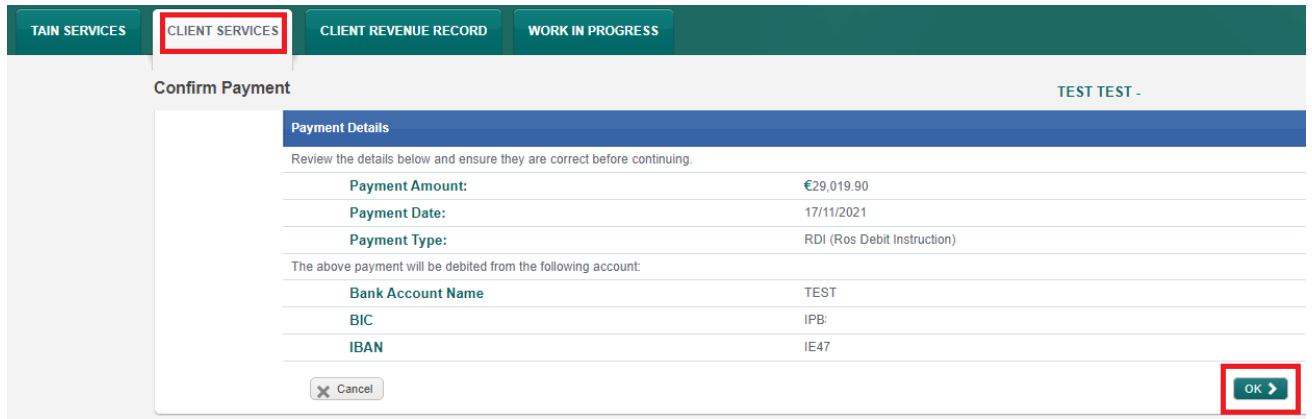 TAIN SERVICES CLIENT SERVICES CLIENT REVENUE RECORD WORK IN PROGRESS
Confirm Payment
TEST TEST -
Payment Details
Review the details below and ensure they are correct before continuing.
Payment Amount: €29,019.90
Payment Date: 17/11/2021
Payment Type: RDI (Ros Debit Instruction)
The above payment will be debited from the following account:
Bank Account Name TEST
BIC IPB:
IBAN IE47
Cancel OK